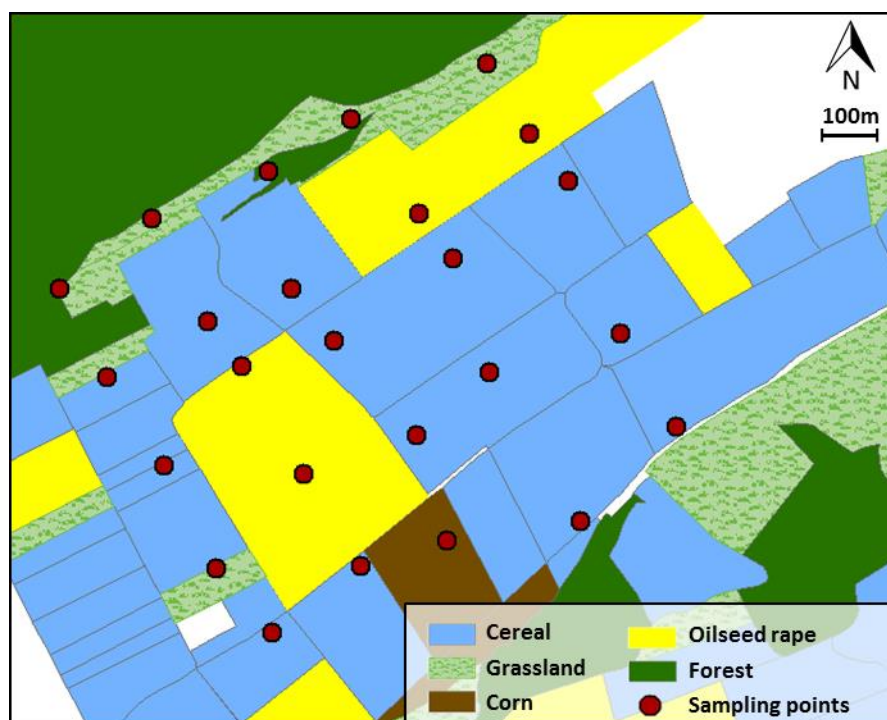 N
100m
Cereal
Oilseed rape
Grassland
Forest
Corn
Sampling points